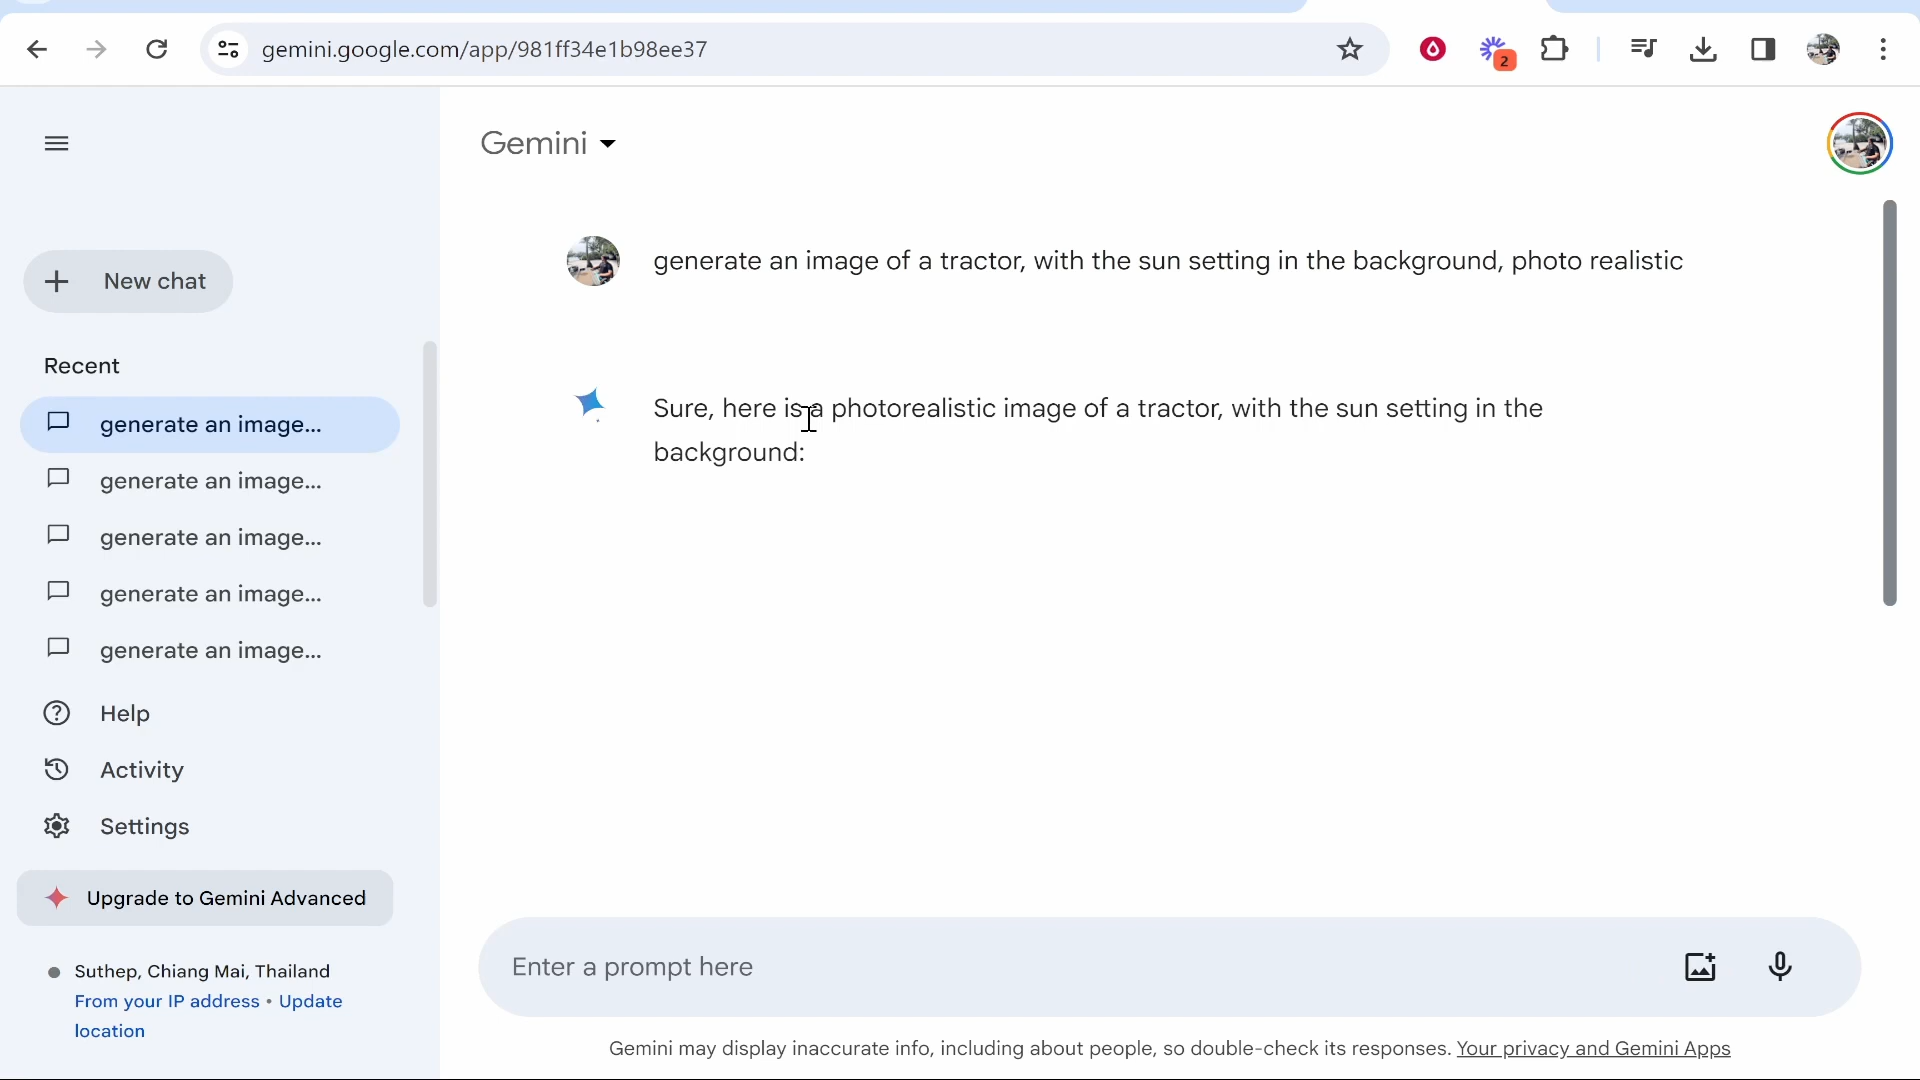 gemini.google.com/app/981ff34e1b98ee37
2
Gemini
New chat
generate an image of a tractor, with the sun setting in the background, photo realistic
Recent
generate an image...
generate an image...
generate an image...
generate an image...
generate an image...
Sure, here is a photorealistic image of a tractor, with the sun setting in the
background:
Help
Activity
Settings
Upgrade to Gemini Advanced
Suthep, Chiang Mai, Thailand
From your IP address • Update
location
Enter a prompt here
Gemini may display inaccurate info, including about people, so double-check its responses. Your privacy and Gemini Apps